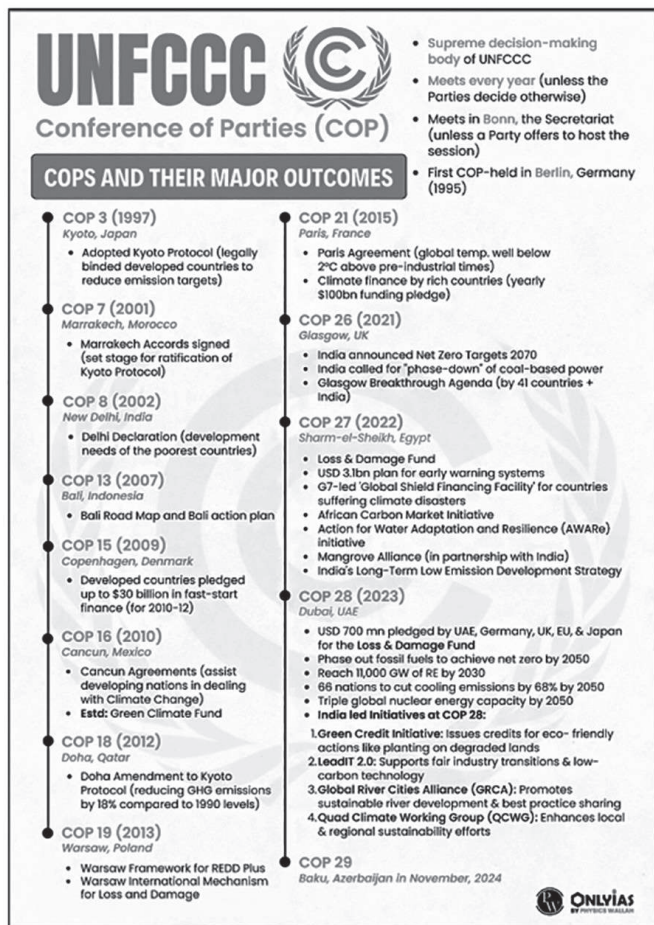 UNFCCC
Conference of Parties (COP)
• Supreme decision-making
body of UNFCCC
• Meets every year (unless the
Parties decide otherwise)
• Meets in Bonn, the Secretariat
(unless a Party offers to host the
session)
• First COP-held in Berlin, Germany
(1995)
COPS AND THEIR MAJOR OUTCOMES
COP 3 (1997)
Kyoto, Japan
• Adopted Kyoto Protocol (legally
binded developed countries to
reduce emission targets)
COP 7 (2001)
Marrakech, Morocco
• Marrakech Accords signed
(set stage for ratification of
Kyoto Protocol)
COP 8 (2002)
New Delhi, India
• Delhi Declaration (development
needs of the poorest countries)
COP 13 (2007)
Bali, Indonesia
• Bali Road Map and Bali action plan
COP 15 (2009)
Copenhagen, Denmark
• Developed countries pledged
up to $30 billion in fast-start
finance (for 2010-12)
COP 16 (2010)
Cancun, Mexico
• Cancun Agreements (assist
developing nations in dealing
with Climate Change)
• Estd: Green Climate Fund
COP 18 (2012)
Doha, Qatar
• Doha Amendment to Kyoto
Protocol (reducing GHG emissions
by 18% compared to 1990 levels)
COP 19 (2013)
Warsaw, Poland
• Warsaw Framework for REDD Plus
• Warsaw International Mechanism
for Loss and Damage
COP 21 (2015)
Paris, France
• Paris Agreement (global temp. well below
2°C above pre-industrial times)
• Climate finance by rich countries (yearly
$100bn funding pledge)
COP 26 (2021)
Glasgow, UK
• India announced Net Zero Targets 2070
• India called for "phase-down" of coal-based power
• Glasgow Breakthrough Agenda (by 41 countries +
India)
COP 27 (2022)
Sharm-el-Sheikh, Egypt
• Loss & Damage Fund
• USD 3.1bn plan for early warning systems
• G7-led 'Global Shield Financing Facility' for countries
suffering climate disasters
• African Carbon Market Initiative
• Action for Water Adaptation and Resilience (AWARe)
initiative
• Mangrove Alliance (in partnership with India)
• India's Long-Term Low Emission Development Strategy
COP 28 (2023)
Dubai, UAE
• USD 700 mn pledged by UAE, Germany, UK, EU, & Japan
for the Loss & Damage Fund
• Phase out fossil fuels to achieve net zero by 2050
• Reach 11,000 GW of RE by 2030
• 66 nations to cut cooling emissions by 68% by 2050
• Triple global nuclear energy capacity by 2050
• India led Initiatives at COP 28:
1.Green Credit Initiative: Issues credits for eco- friendly
actions like planting on degraded lands
2.LeadIT 2.0: Supports fair industry transitions & low-
carbon technology
3.Global River Cities Alliance (GRCA): Promotes
sustainable river development & best practice sharing
4.Quad Climate Working Group (QCWG): Enhances local
& regional sustainability efforts
COP 29
Baku, Azerbaijan in November, 2024
PW ONLYIAS
BY PHYSICS WALLAH